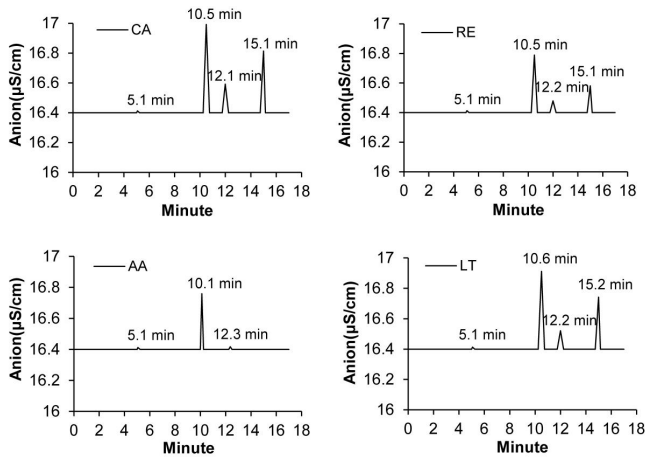 CA
Anion(µS/cm)
17
16.8
16.6
16.4
16.2
16
10.5 min
15.1 min
12.1 min
5.1 min
0 2 4 6 8 10 12 14 16 18
Minute
RE
Anion(µS/cm)
17
16.8
16.6
16.4
16.2
16
10.5 min
15.1 min
12.2 min
5.1 min
0 2 4 6 8 10 12 14 16 18
Minute
AA
Anion(µS/cm)
17
16.8
16.6
16.4
16.2
16
10.1 min
5.1 min
12.3 min
0 2 4 6 8 10 12 14 16 18
Minute
LT
Anion(µS/cm)
17
16.8
16.6
16.4
16.2
16
10.6 min
15.2 min
12.2 min
5.1 min
0 2 4 6 8 10 12 14 16 18
Minute